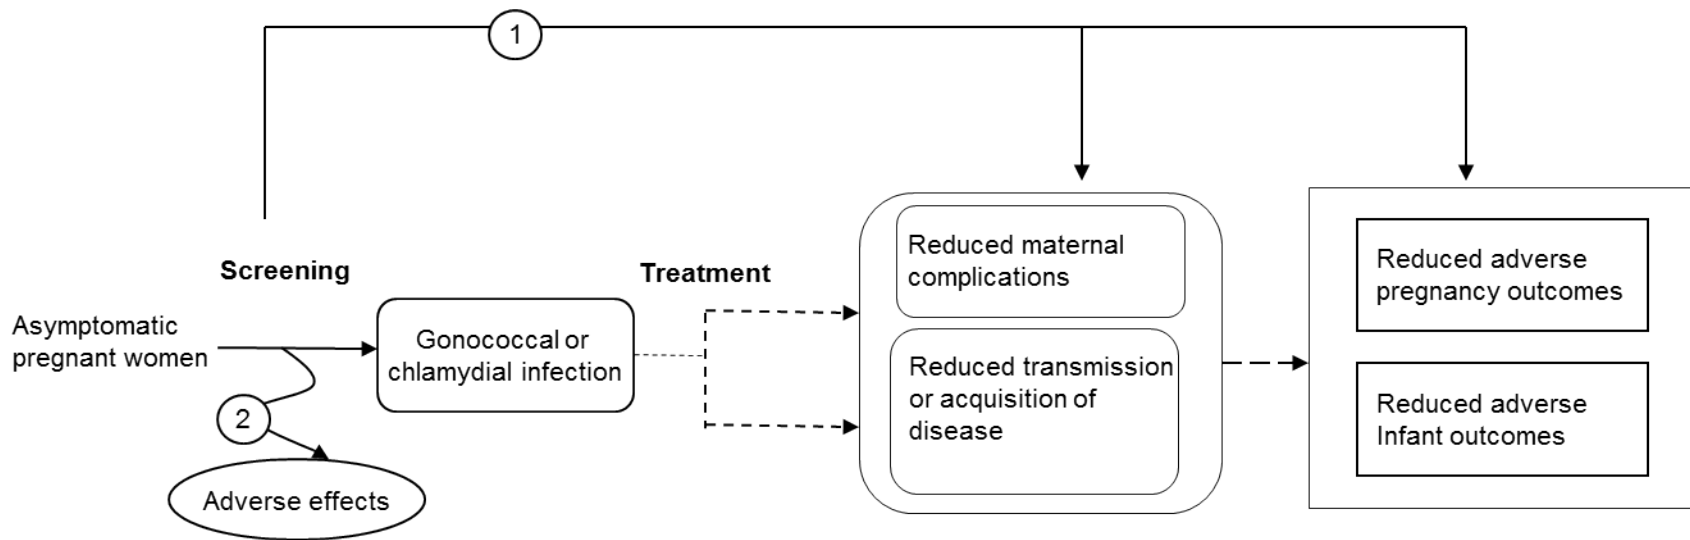 1
Screening
Treatment
Asymptomatic
pregnant women
Gonococcal or
chlamydial infection
2
Adverse effects
Reduced maternal
complications
Reduced transmission
or acquisition of
disease
Reduced adverse
pregnancy outcomes
Reduced adverse
Infant outcomes